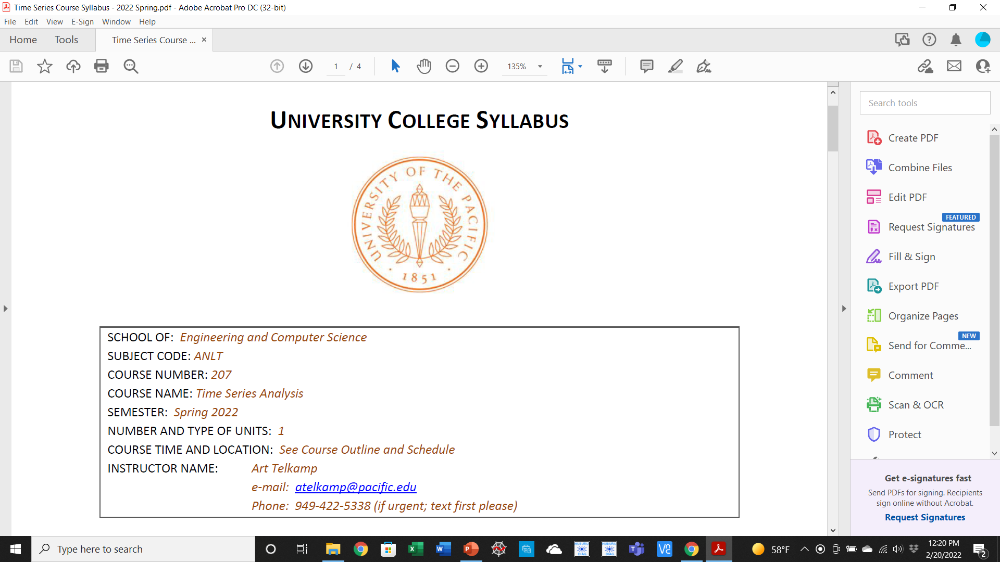 Time Series Course Syllabus - 2022 Spring.pdf - Adobe Acrobat Pro DC (32-bit)
File Edit View E-Sign Window Help
Home Tools Time Series Course ... ×
1 / 4 135%
UNIVERSITY COLLEGE SYLLABUS
UNIVERSITY OF THE PACIFIC
· 1851 ·
SCHOOL OF: Engineering and Computer Science
SUBJECT CODE: ANLT
COURSE NUMBER: 207
COURSE NAME: Time Series Analysis
SEMESTER: Spring 2022
NUMBER AND TYPE OF UNITS: 1
COURSE TIME AND LOCATION: See Course Outline and Schedule
INSTRUCTOR NAME: Art Telkamp
e-mail: atelkamp@pacific.edu
Phone: 949-422-5338 (if urgent; text first please)
Search tools
Create PDF
Combine Files
Edit PDF
FEATURED
Request Signatures
Fill & Sign
Export PDF
Organize Pages
NEW
Send for Comme...
Comment
Scan & OCR
Protect
Get e-signatures fast
Send PDFs for signing. Recipients
sign online without Acrobat.
Request Signatures
Type here to search
58°F
12:20 PM
2/20/2022
2